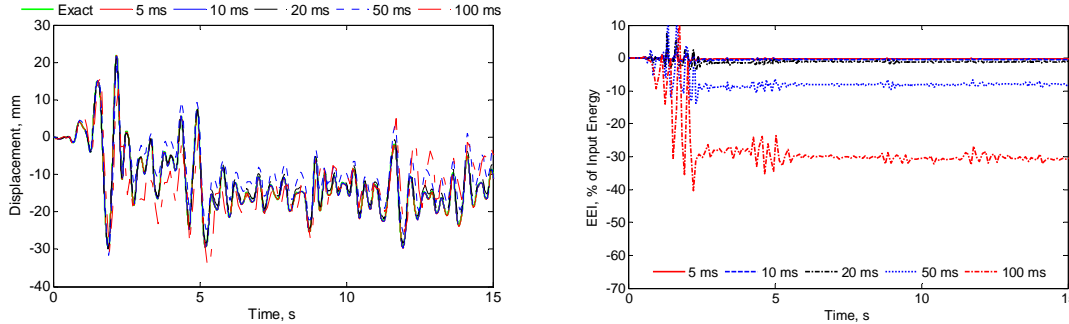 Exact 5 ms 10 ms 20 ms 50 ms 100 ms
30
20
10
0
-10
-20
-30
-40
Displacement, mm
0 5 10 15
Time, s
10
0
-10
-20
-30
-40
-50
-60
-70
EEI, % of Input Energy
5 ms 10 ms 20 ms 50 ms 100 ms
0 5 10 15
Time, s